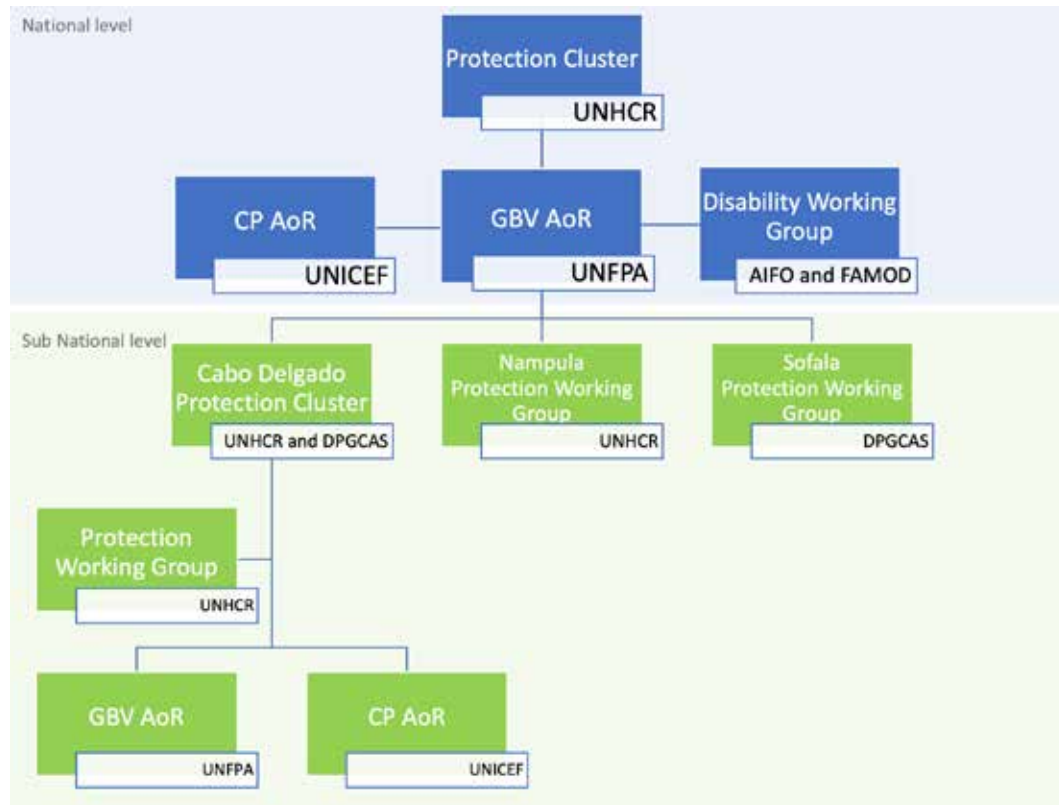 National level
Protection Cluster
UNHCR
CP AoR
UNICEF
GBV AoR
UNFPA
Disability Working
Group
AIFO and FAMOD
Sub National level
Cabo Delgado
Protection Cluster
UNHCR and DPGCAS
Nampula
Protection Working
Group
UNHCR
Sofala
Protection Working
Group
DPGCAS
Protection
Working Group
UNHCR
GBV AoR
UNFPA
CP AoR
UNICEF